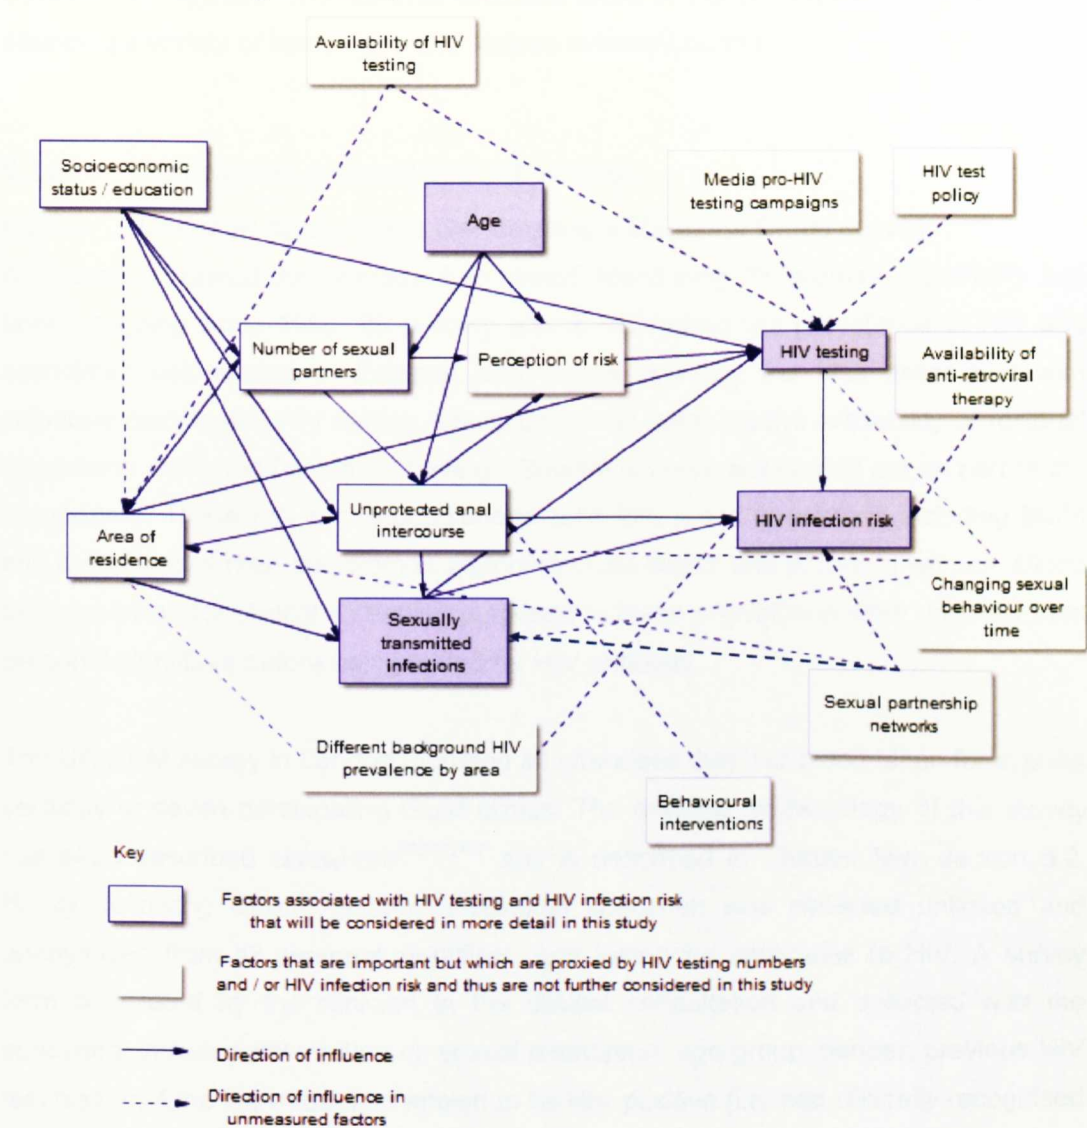 Availability of HIV
testing
Socioeconomic
status / education
Age
Media pro-HIV
testing campaigns
HIV test
policy
Number of sexual
partners
Perception of risk
HIV testing
Availability of
anti-retroviral
therapy
Area of
residence
Unprotected anal
intercourse
HIV infection risk
Sexually
transmitted
infections
Changing sexual
behaviour over
time
Sexual partnership
networks
Different background HIV
prevalence by area
Behavioural
interventions
Key
Factors associated with HIV testing and HIV infection risk
that will be considered in more detail in this study
Factors that are important but which are proxied by HIV testing numbers
and / or HIV infection risk and thus are not further considered in this study
Direction of influence
Direction of influence in
unmeasured factors